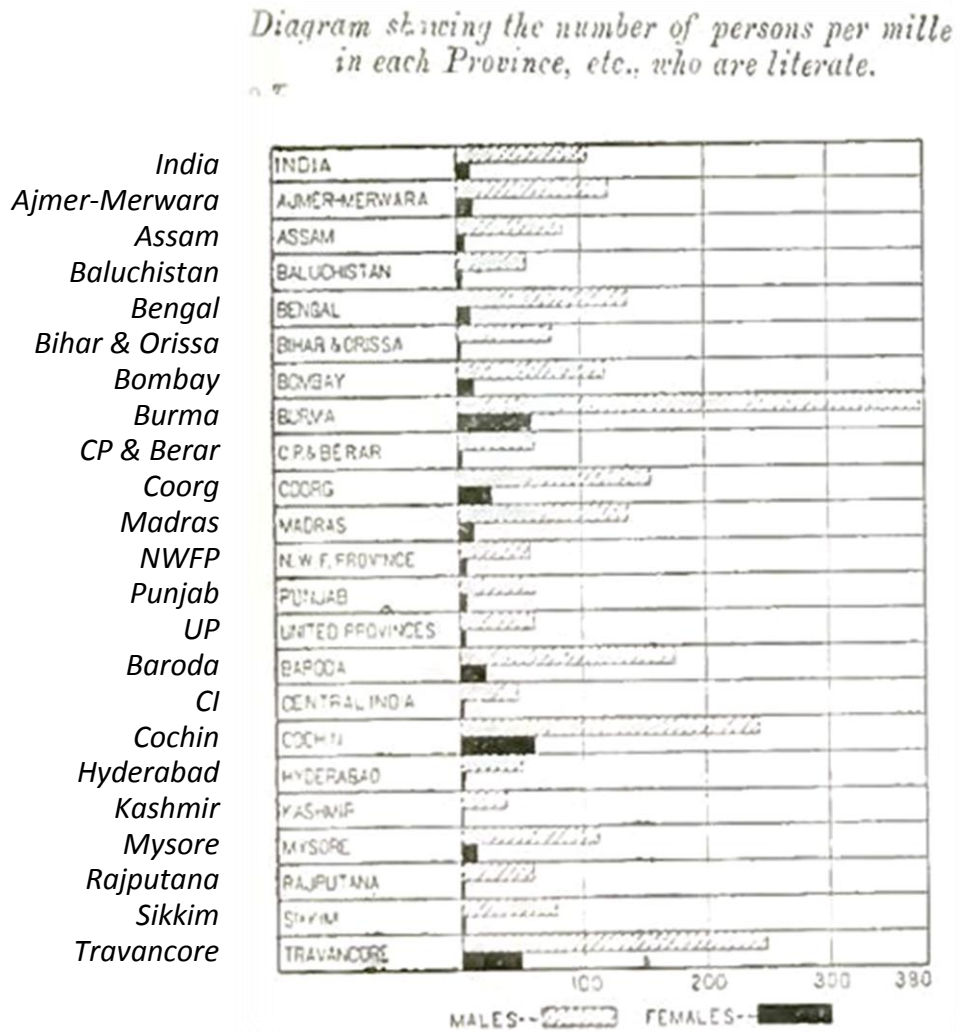 Diagram showing the number of persons per mille
in each Province, etc., who are literate.
India INDIA
Ajmer-Merwara AJMER-MERWARA
Assam ASSAM
Baluchistan BALUCHISTAN
Bengal BENGAL
Bihar & Orissa BIHAR & ORISSA
Bombay BOMBAY
Burma BURMA
CP & Berar C.P. & BERAR
Coorg COORG
Madras MADRAS
NWFP N.W.F. PROVINCE
Punjab PUNJAB
UP UNITED PROVINCES
Baroda BARODA
CI CENTRAL INDIA
Cochin COCHIN
Hyderabad HYDERABAD
Kashmir KASHMIR
Mysore MYSORE
Rajputana RAJPUTANA
Sikkim SIKKIM
Travancore TRAVANCORE
100 200 300 380
MALES-- FEMALES--